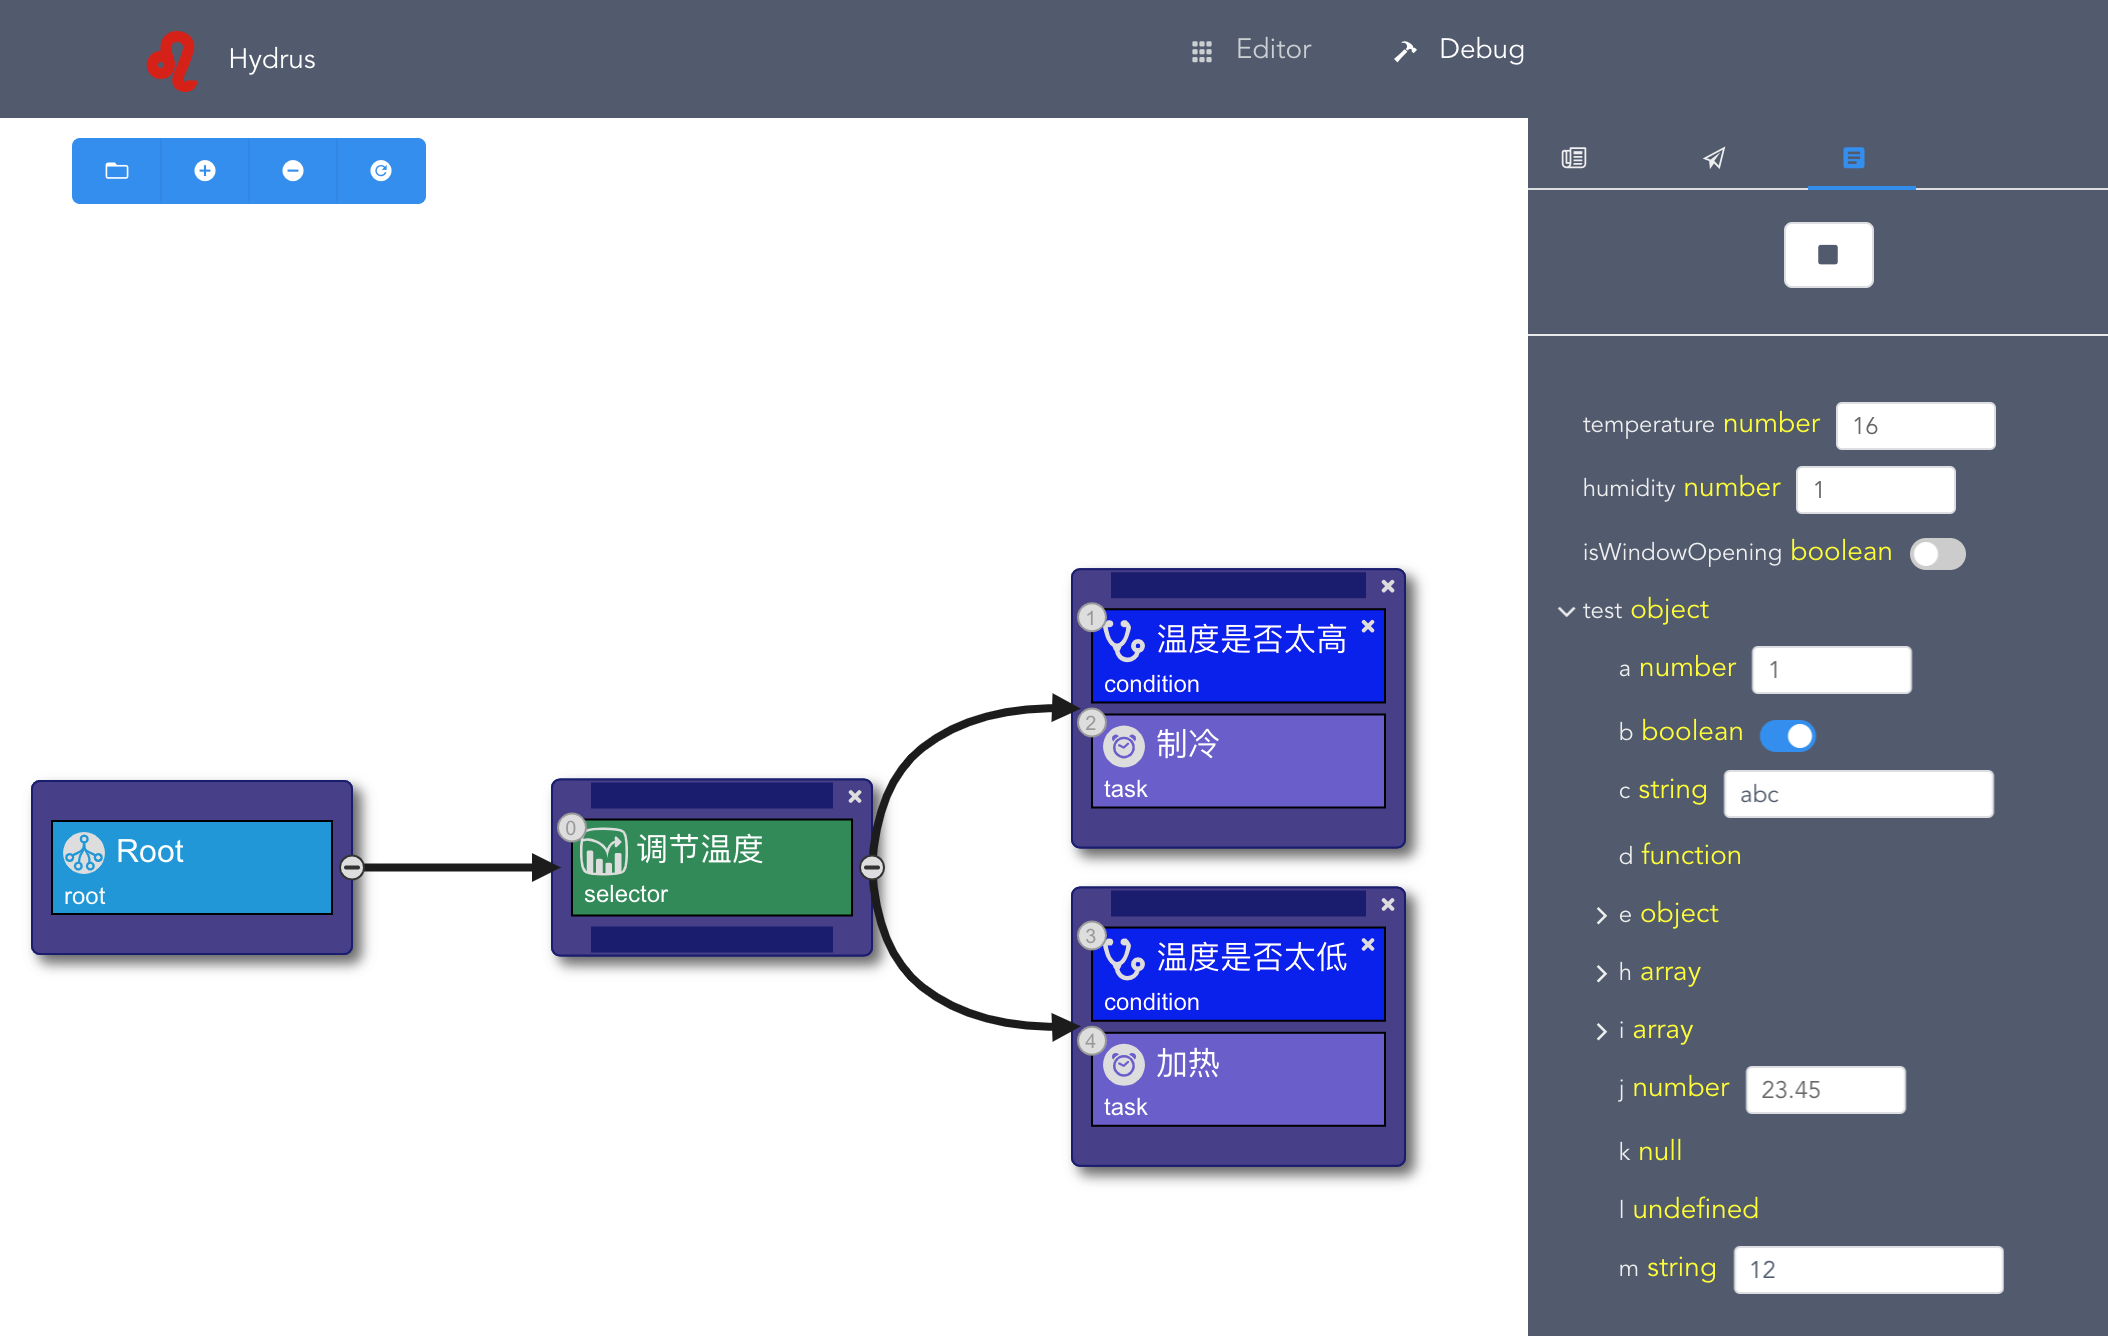 Hydrus
Editor
Debug
Root
root
0
调节温度
selector
1
温度是否太高
condition
2
制冷
task
3
温度是否太低
condition
4
加热
task
temperature number 16
humidity number 1
isWindowOpening boolean
test object
a number 1
b boolean
c string abc
d function
e object
h array
i array
j number 23.45
k null
l undefined
m string 12